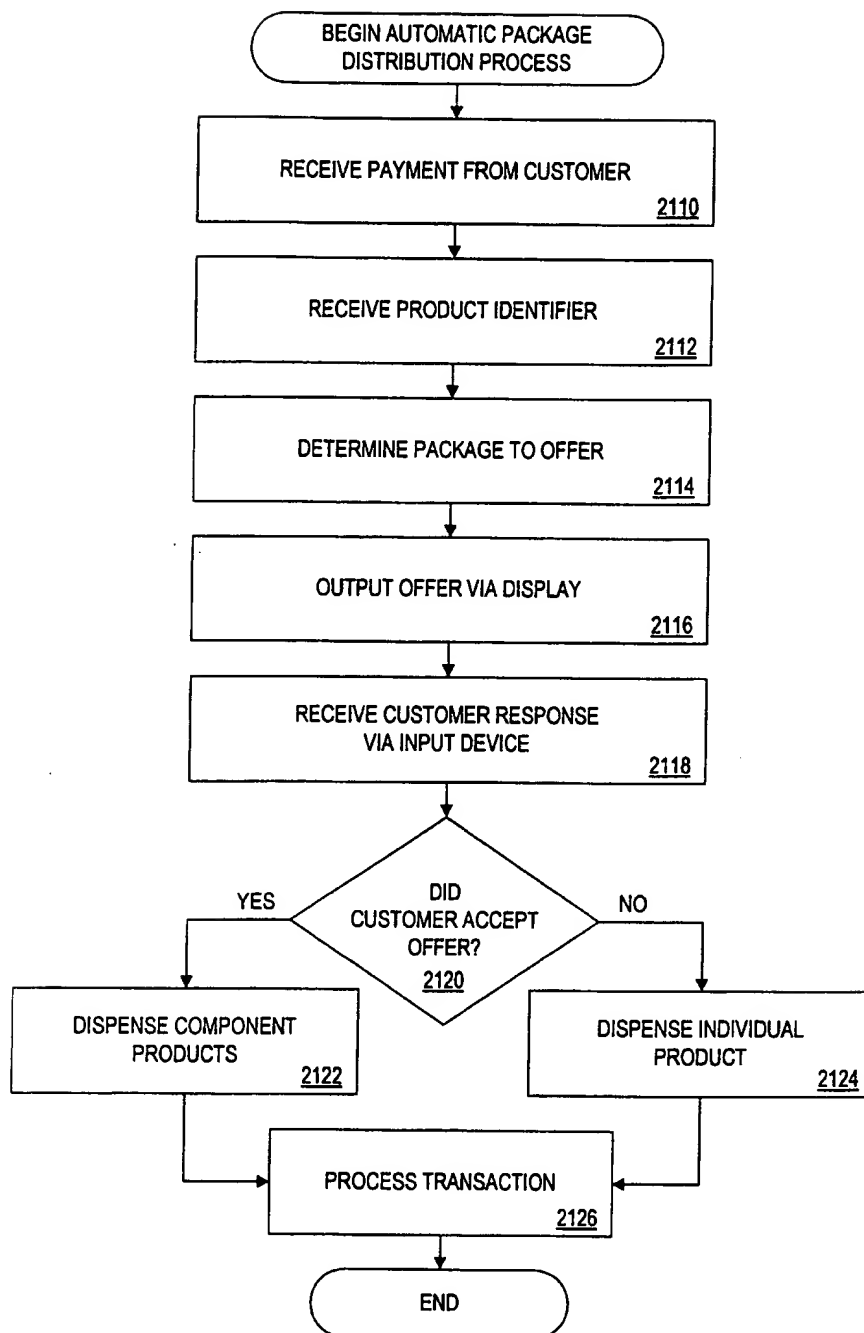 BEGIN AUTOMATIC PACKAGE
DISTRIBUTION PROCESS
RECEIVE PAYMENT FROM CUSTOMER
2110
RECEIVE PRODUCT IDENTIFIER
2112
DETERMINE PACKAGE TO OFFER
2114
OUTPUT OFFER VIA DISPLAY
2116
RECEIVE CUSTOMER RESPONSE
VIA INPUT DEVICE
2118
DID
CUSTOMER ACCEPT
OFFER?
2120
YES
NO
DISPENSE COMPONENT
PRODUCTS
2122
DISPENSE INDIVIDUAL
PRODUCT
2124
PROCESS TRANSACTION
2126
END